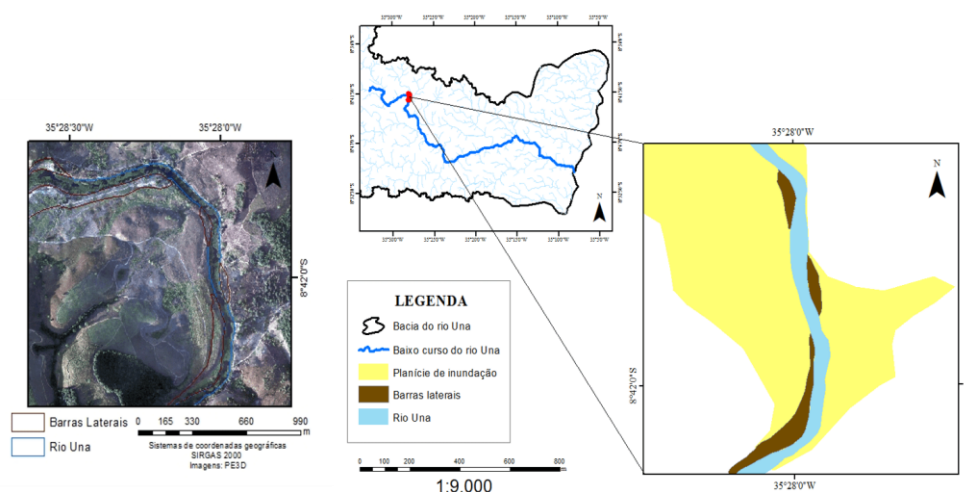 35°28'30"W
35°28'0"W
8°42'0"S
Barras Laterais
Rio Una
0 165 330 660 990
m
Sistemas de coordenadas geográficas
SIRGAS 2000
Imagens: PE3D
N
LEGENDA
Bacia do rio Una
Baixo curso do rio Una
Planície de inundação
Barras laterais
Rio Una
0 100 200 400 600 800
m
1:9.000
35°28'0"W
N
8°42'0"S
35°28'0"W